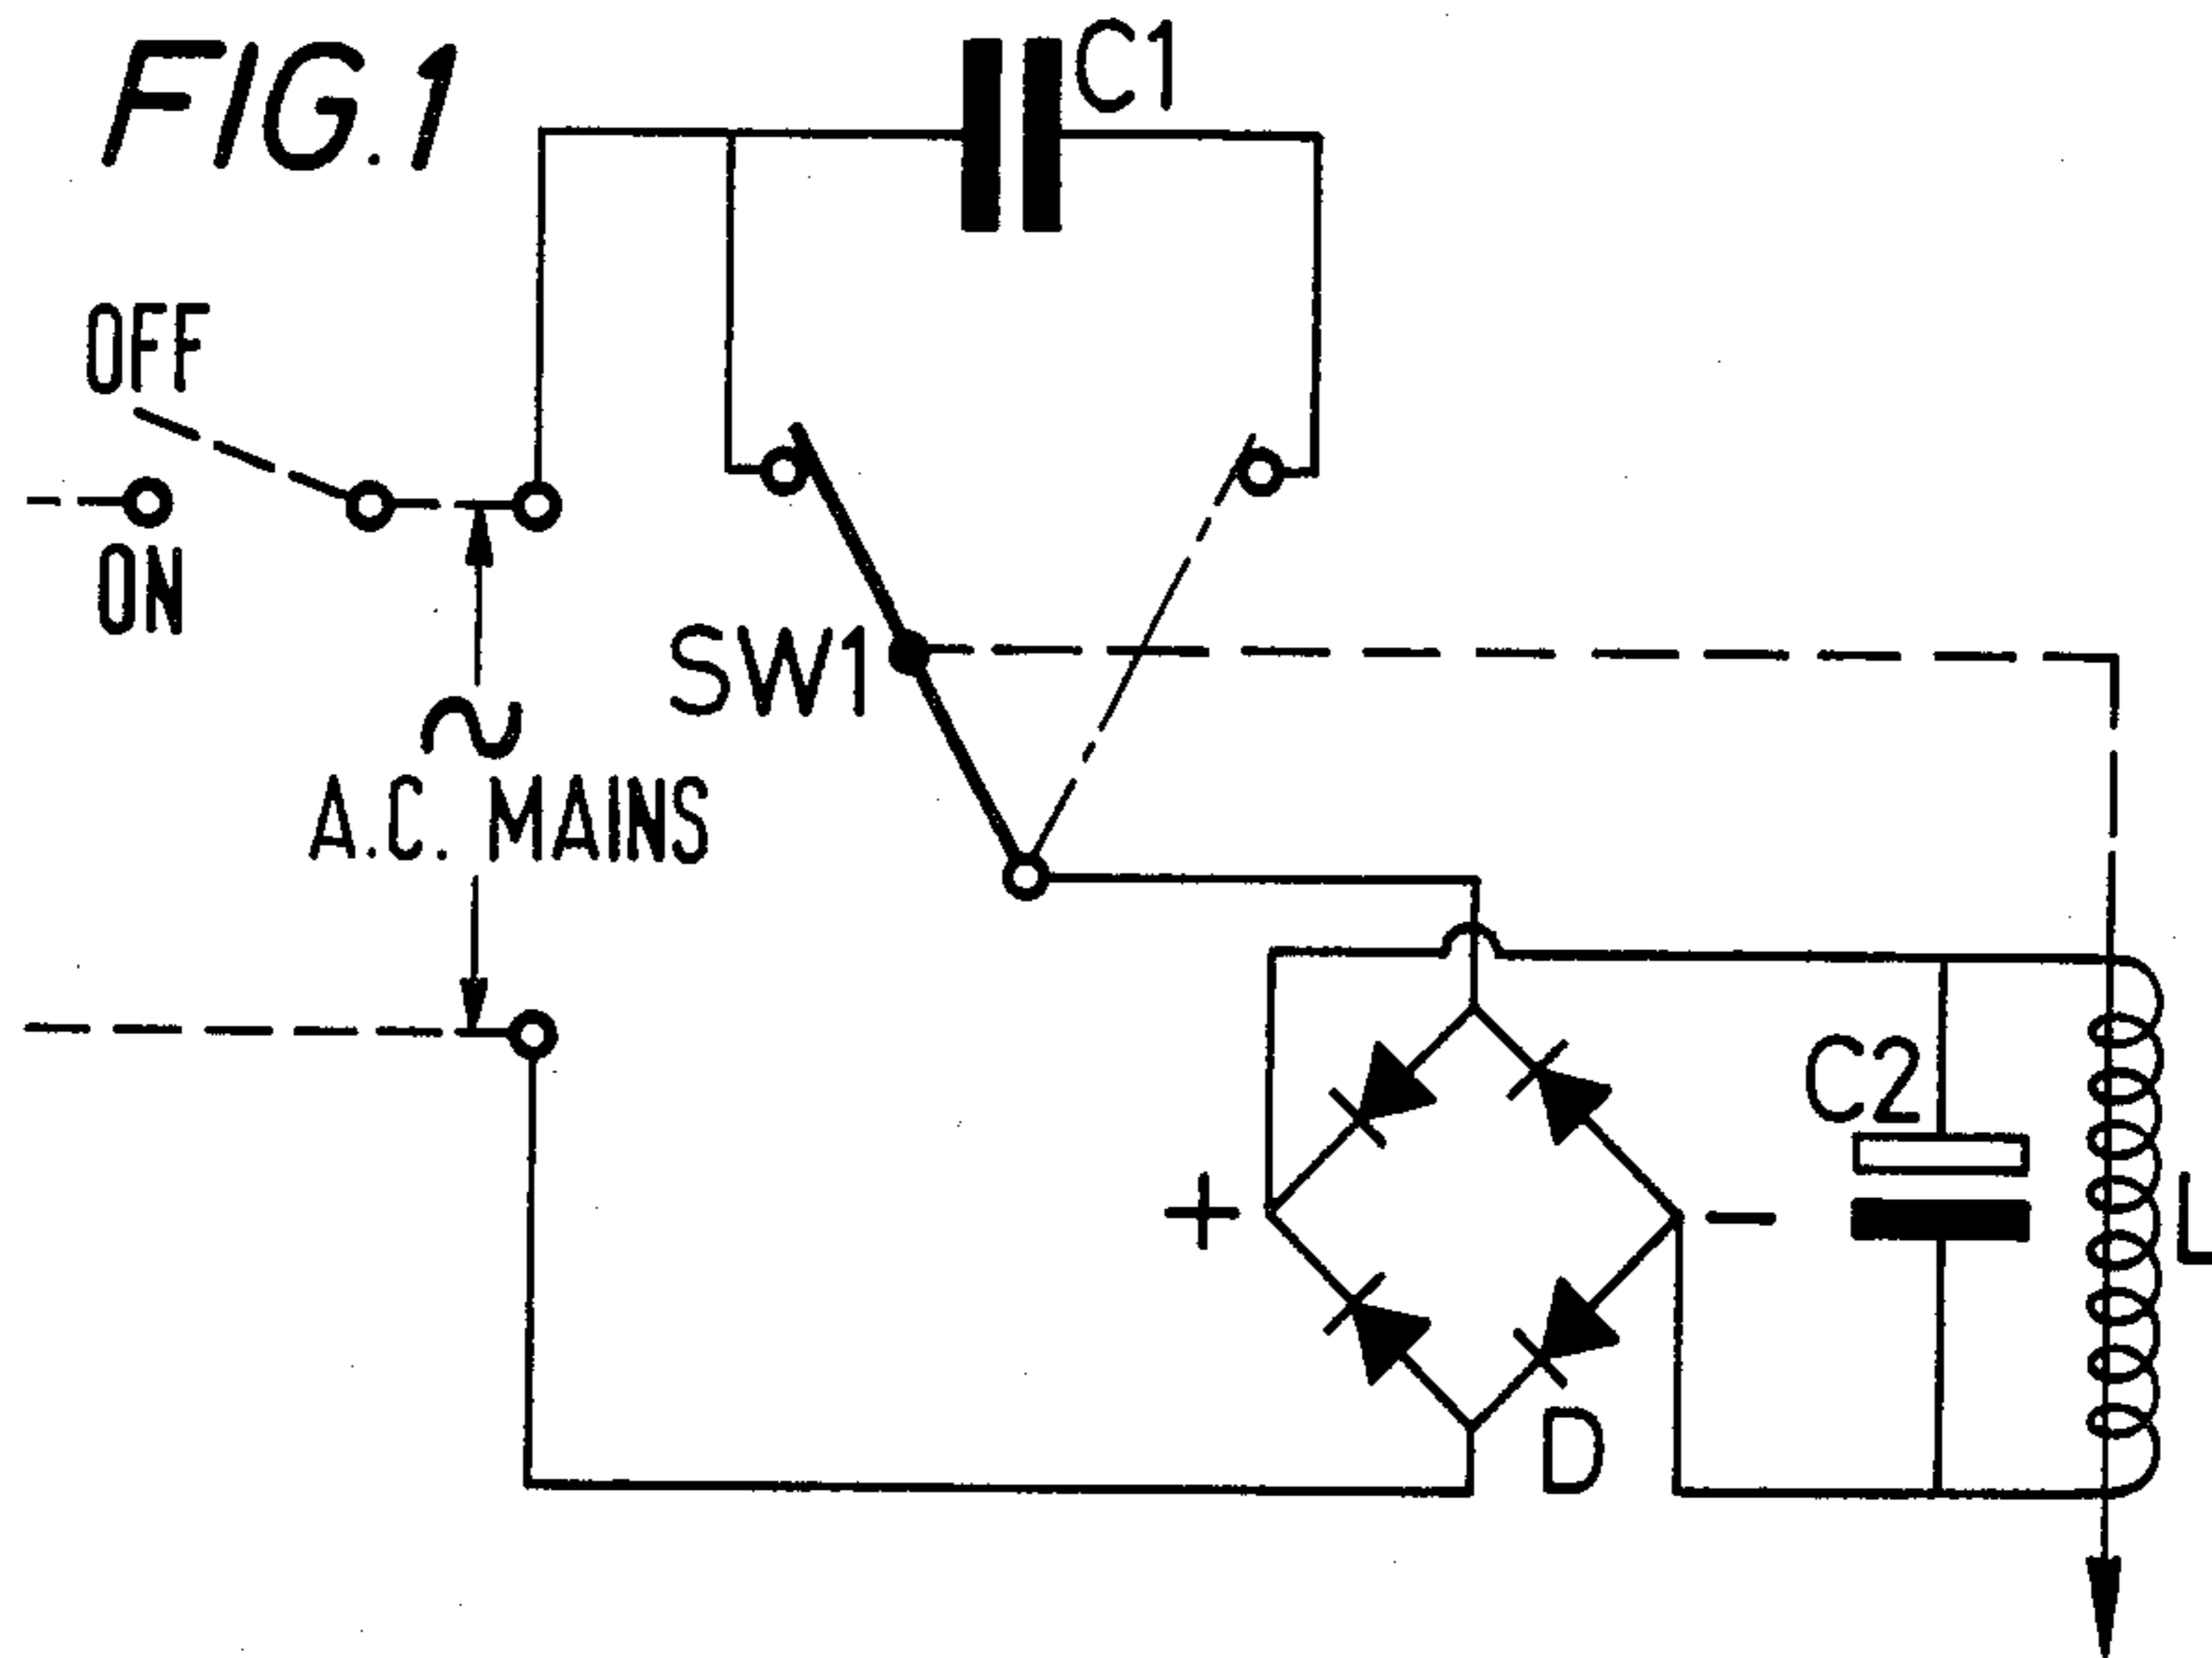 FIG.1
C1
OFF
ON
SW1
A.C. MAINS
C2
+
-
L
D